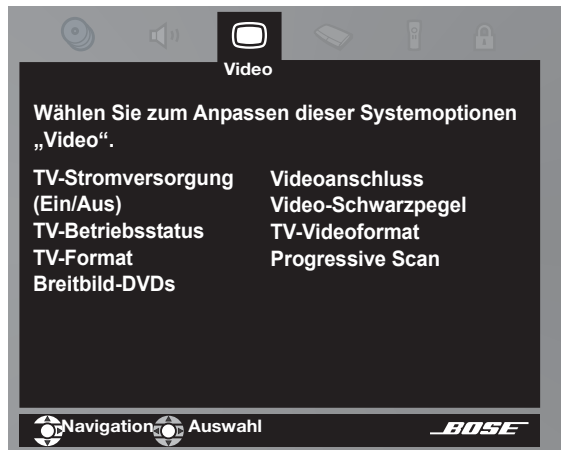 Video
Wählen Sie zum Anpassen dieser Systemoptionen
„Video“.
TV-Stromversorgung
(Ein/Aus)
TV-Betriebsstatus
TV-Format
Breitbild-DVDs
Videoanschluss
Video-Schwarzpegel
TV-Videoformat
Progressive Scan
Navigation Auswahl
BOSE